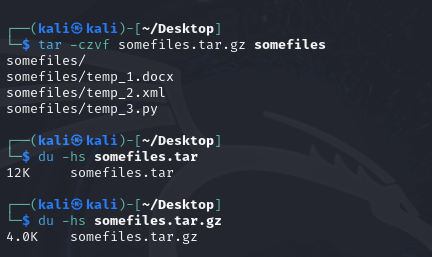 ┌──(kali㉿kali)-[~/Desktop]
└─$ tar -czvf somefiles.tar.gz somefiles
somefiles/
somefiles/temp_1.docx
somefiles/temp_2.xml
somefiles/temp_3.py
┌──(kali㉿kali)-[~/Desktop]
└─$ du -hs somefiles.tar
12K     somefiles.tar
┌──(kali㉿kali)-[~/Desktop]
└─$ du -hs somefiles.tar.gz
4.0K    somefiles.tar.gz